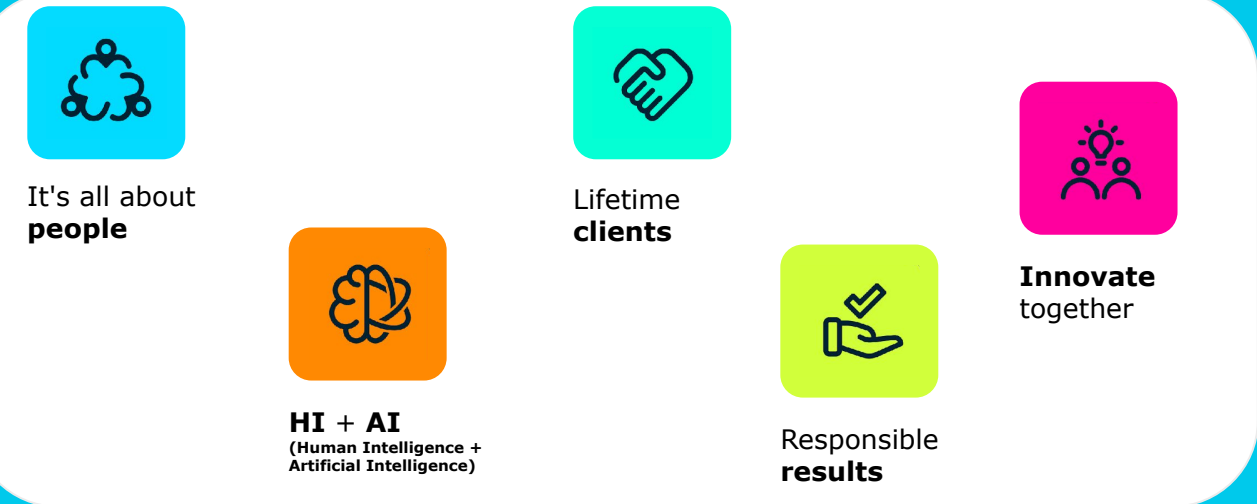 It's all about
people
HI + AI
(Human Intelligence +
Artificial Intelligence)
Lifetime
clients
Responsible
results
Innovate
together